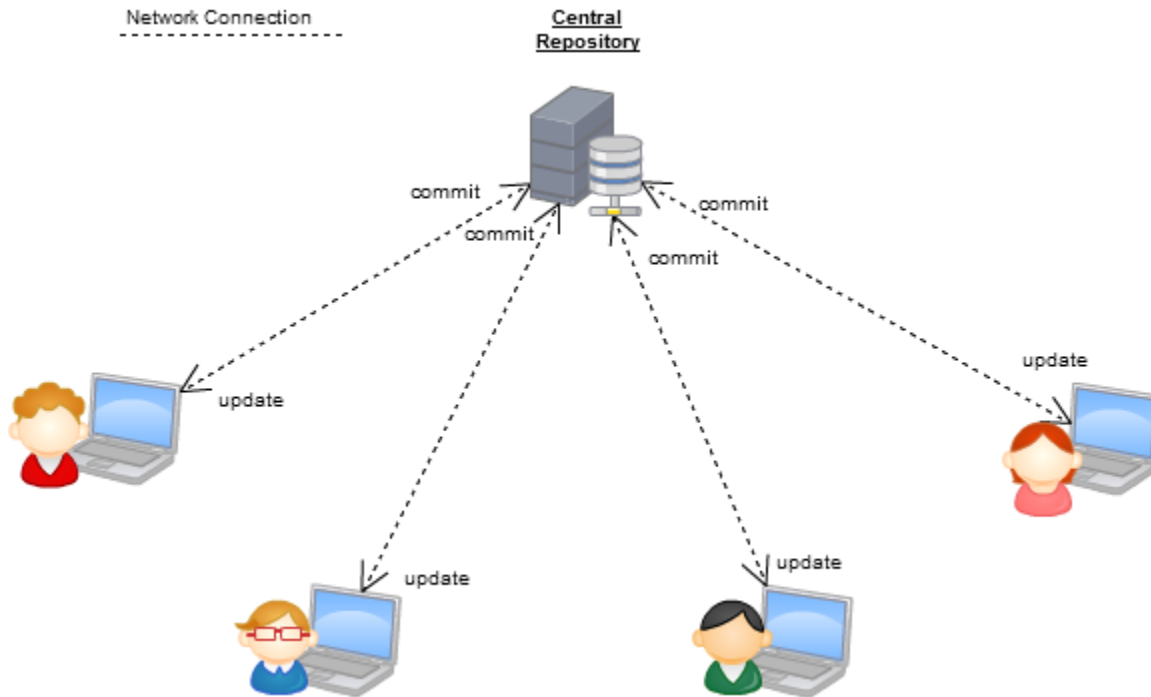 Network Connection
Central
Repository
commit
commit
commit
commit
update
update
update
update